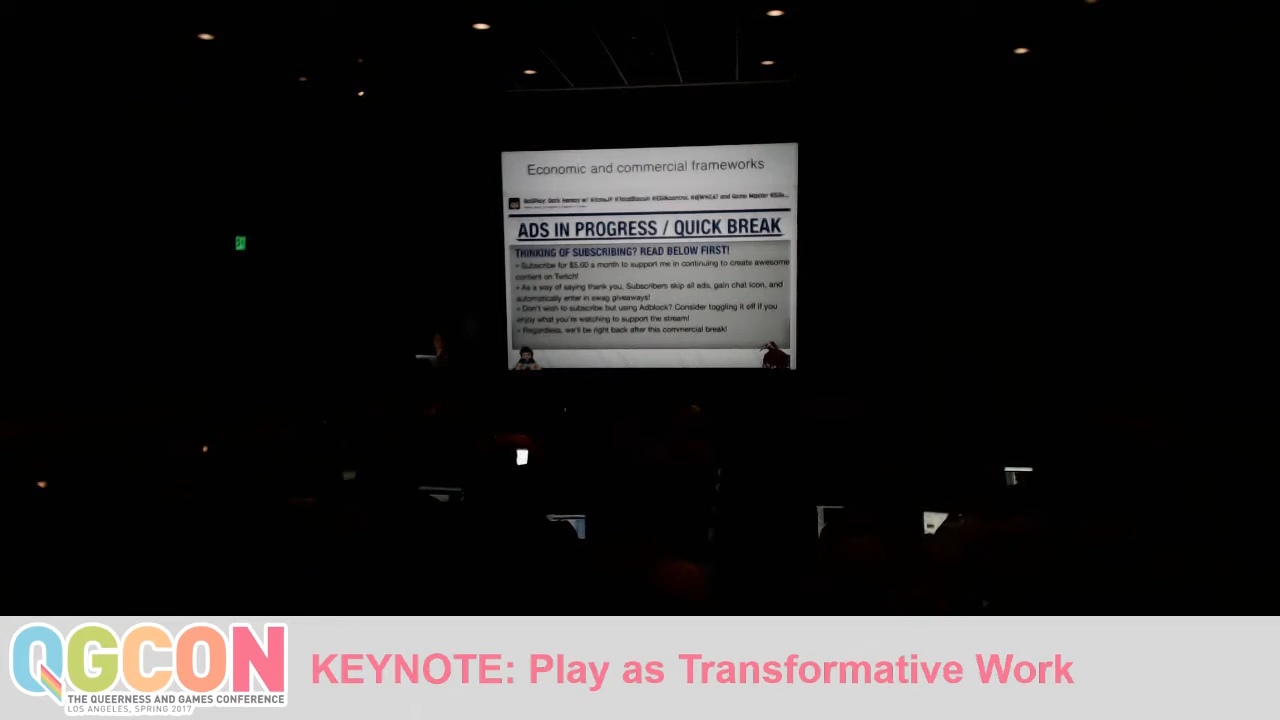 Economic and commercial frameworks
and Game Master
ADS IN PROGRESS / QUICK BREAK
THINKING OF SUBSCRIBING? READ BELOW FIRST!
• Subscribe for $5.00 a month to support me in continuing to create awesome
content on Twitch!
• As a way of saying thank you, Subscribers skip all ads, gain chat icon, and
automatically enter in swag giveaways!
• Don't wish to subscribe but using Adblock? Consider toggling it off if you
enjoy what you're watching to support the stream!
• Regardless, we'll be right back after this commercial break!
QGCON
THE QUEERNESS AND GAMES CONFERENCE
LOS ANGELES, SPRING 2017
KEYNOTE: Play as Transformative Work